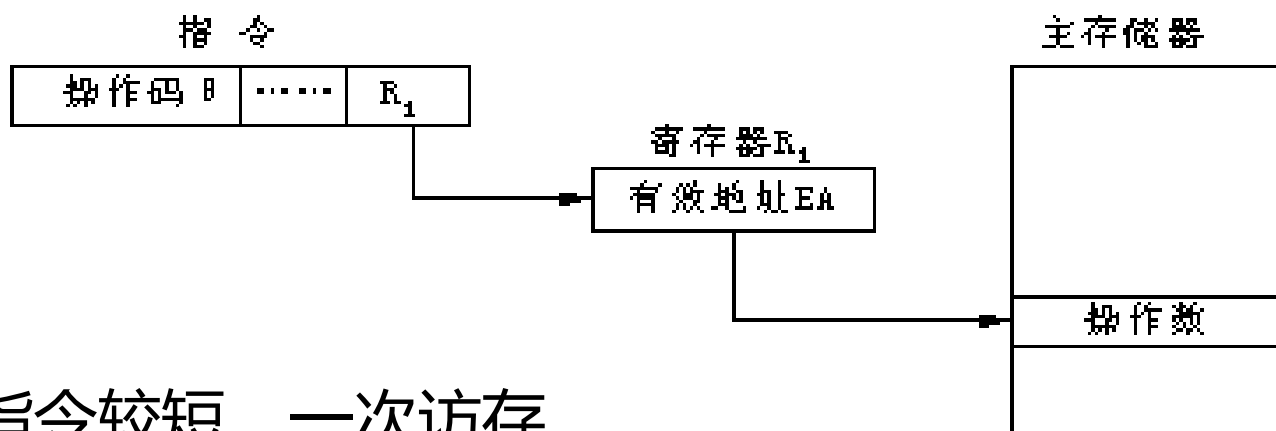 指 令
主存储器
操作码 θ ······ R₁
寄存器R₁
有效地址EA
操作数
指令较短 一次访存